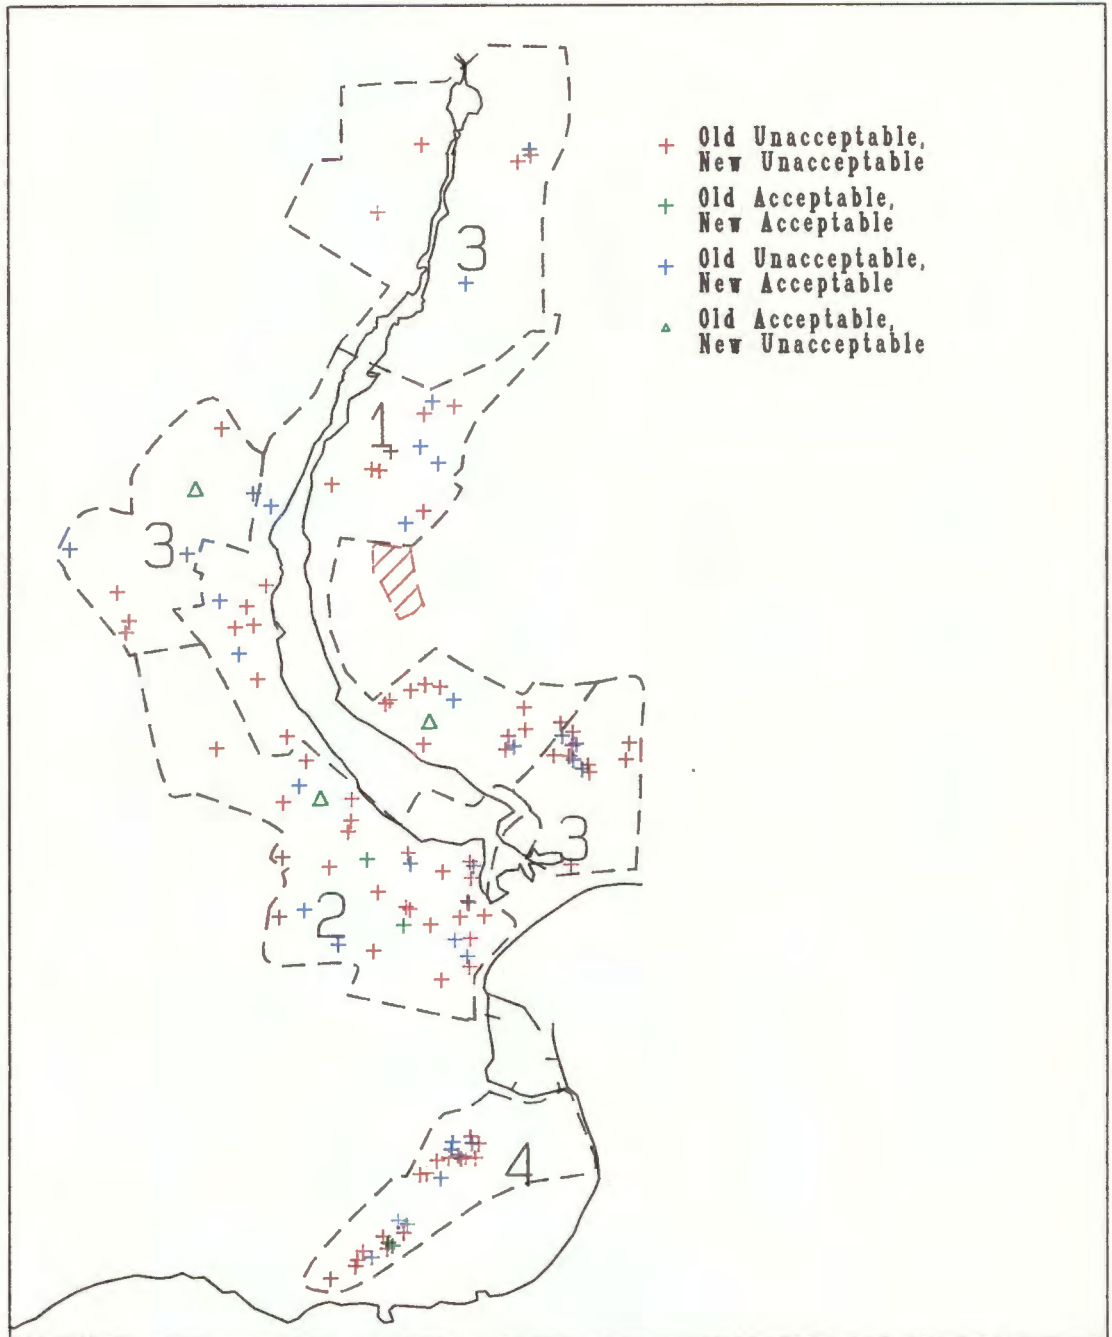 Old Unacceptable,
New Unacceptable
Old Acceptable,
New Acceptable
Old Unacceptable,
New Acceptable
Old Acceptable,
New Unacceptable
3
1
3
3
2
4